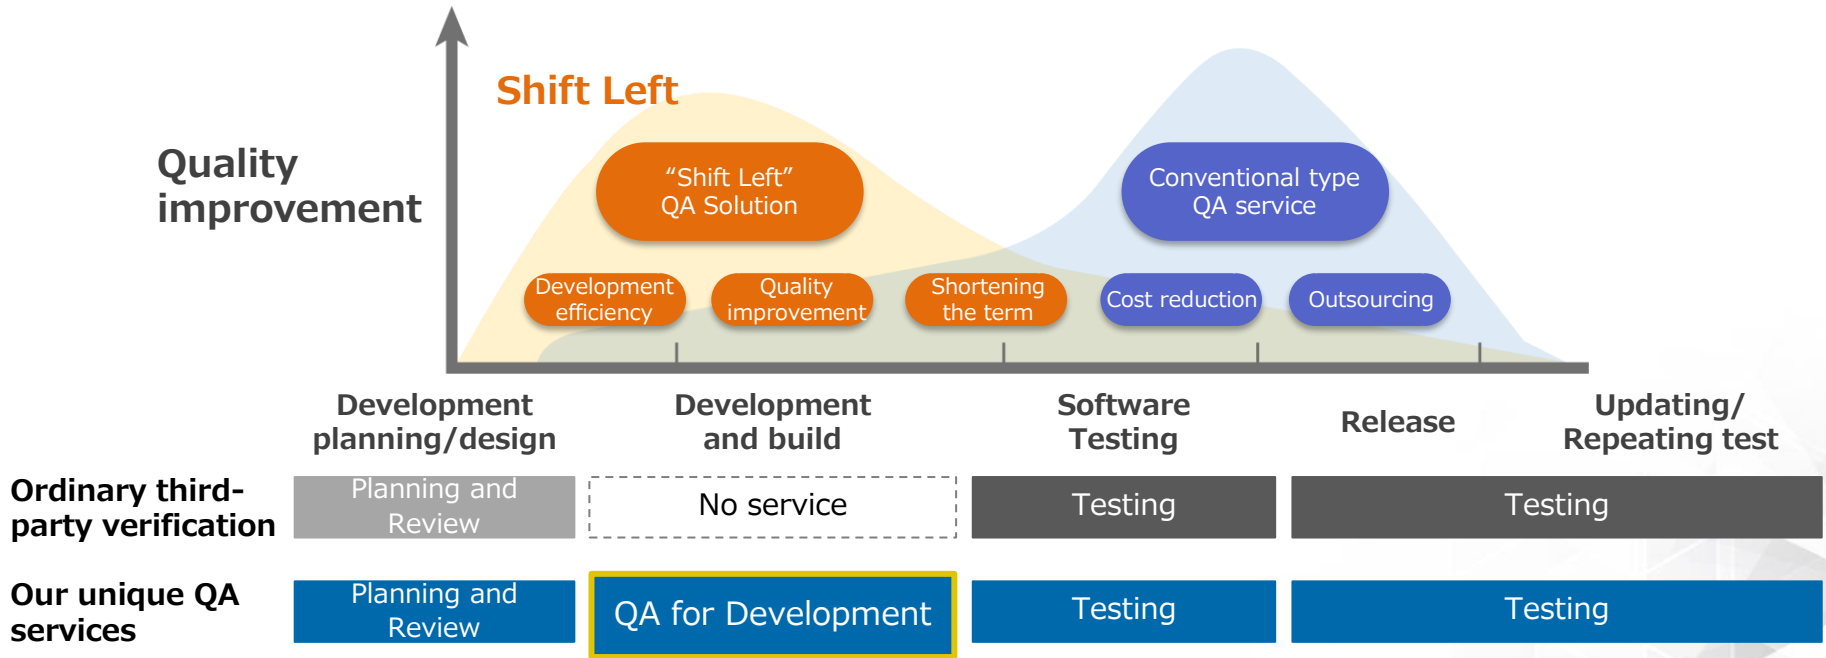 Shift Left
Quality
improvement
“Shift Left”
QA Solution
Conventional type
QA service
Development
efficiency
Quality
improvement
Shortening
the term
Cost reduction
Outsourcing
Development
planning/design
Development
and build
Software
Testing
Release
Updating/
Repeating test
Ordinary third-
party verification
Planning and
Review
No service
Testing
Testing
Our unique QA
services
Planning and
Review
QA for Development
Testing
Testing